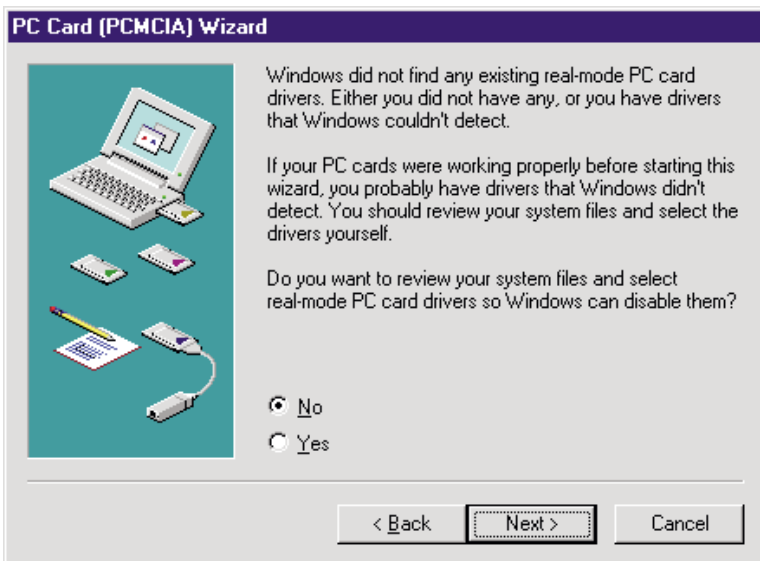 PC Card (PCMCIA) Wizard
Windows did not find any existing real-mode PC card
drivers. Either you did not have any, or you have drivers
that Windows couldn't detect.
If your PC cards were working properly before starting this
wizard, you probably have drivers that Windows didn't
detect. You should review your system files and select the
drivers yourself.
Do you want to review your system files and select
real-mode PC card drivers so Windows can disable them?
No
Yes
< Back
Next >
Cancel